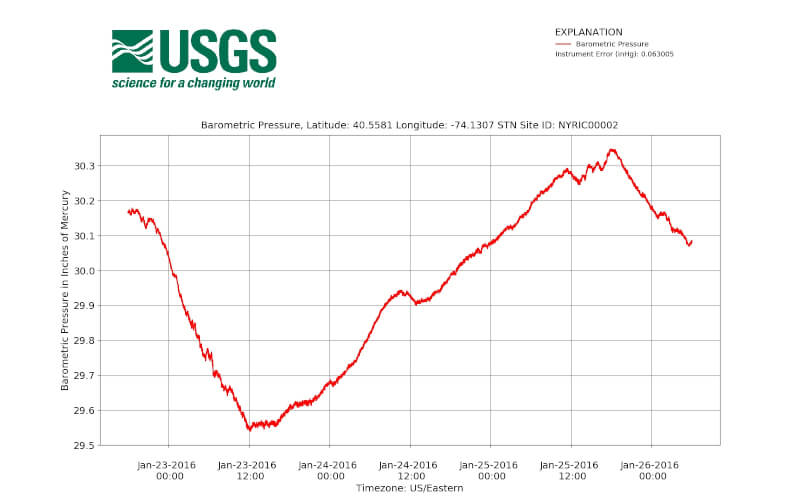 USGS
science for a changing world
EXPLANATION
Barometric Pressure
Instrument Error (inHg): 0.063005
Barometric Pressure, Latitude: 40.5581 Longitude: -74.1307 STN Site ID: NYRIC00002
Barometric Pressure in Inches of Mercury
30.3
30.2
30.1
30.0
29.9
29.8
29.7
29.6
29.5
Jan-23-2016 Jan-23-2016 Jan-24-2016 Jan-24-2016 Jan-25-2016 Jan-25-2016 Jan-26-2016
00:00 12:00 00:00 12:00 00:00 12:00 00:00
Timezone: US/Eastern